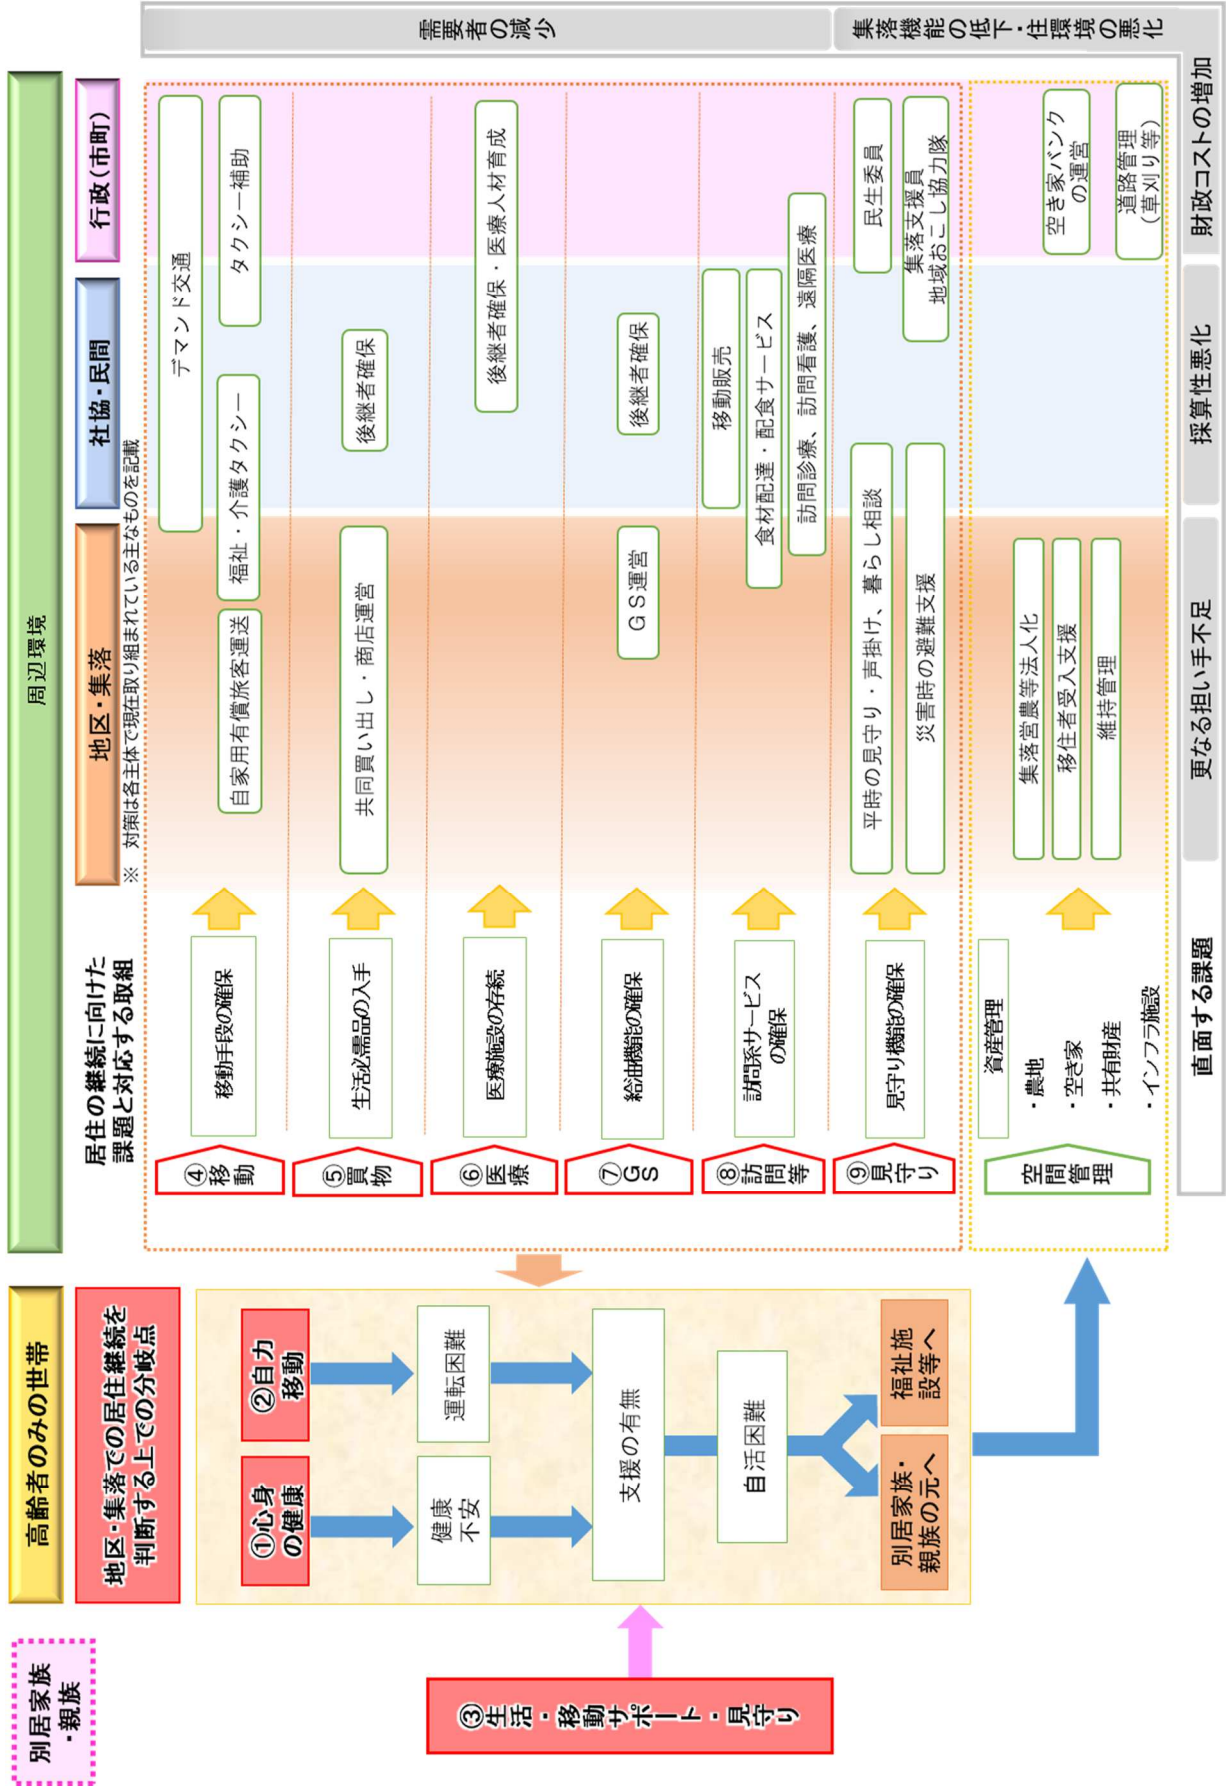 別居家族
・親族
高齢者のみの世帯
周辺環境
地区・集落での居住継続を
判断する上での分岐点
居住の継続に向けた
課題と対応する取組
地区・集落
社協・民間
行政（市町）
※　対策は各主体で現在取り組まれている主なものを記載
③生活・移動サポート・見守り
①心身
の健康
②自力
移動
健康
不安
運転困難
支援の有無
自活困難
別居家族・
親族の元へ
福祉施
設等へ
④移動
移動手段の確保
デマンド交通
自家用有償旅客運送
福祉・介護タクシー
タクシー補助
⑤買物
生活必需品の入手
共同買い出し・商店運営
後継者確保
⑥医療
医療施設の存続
後継者確保・医療人材育成
⑦GS
給油機能の確保
ＧＳ運営
後継者確保
⑧訪問等
訪問系サービス
の確保
移動販売
食材配達・配食サービス
訪問診療、訪問看護、遠隔医療
⑨見守り
見守り機能の確保
平時の見守り・声掛け、暮らし相談
民生委員
災害時の避難支援
集落支援員
地域おこし協力隊
空間管理
資産管理
・農地
・空き家
・共有財産
・インフラ施設
集落営農等法人化
移住者受入支援
維持管理
空き家バンク
の運営
道路管理
（草刈り等）
直面する課題
更なる担い手不足
採算性悪化
財政コストの増加
需要者の減少
集落機能の低下・住環境の悪化